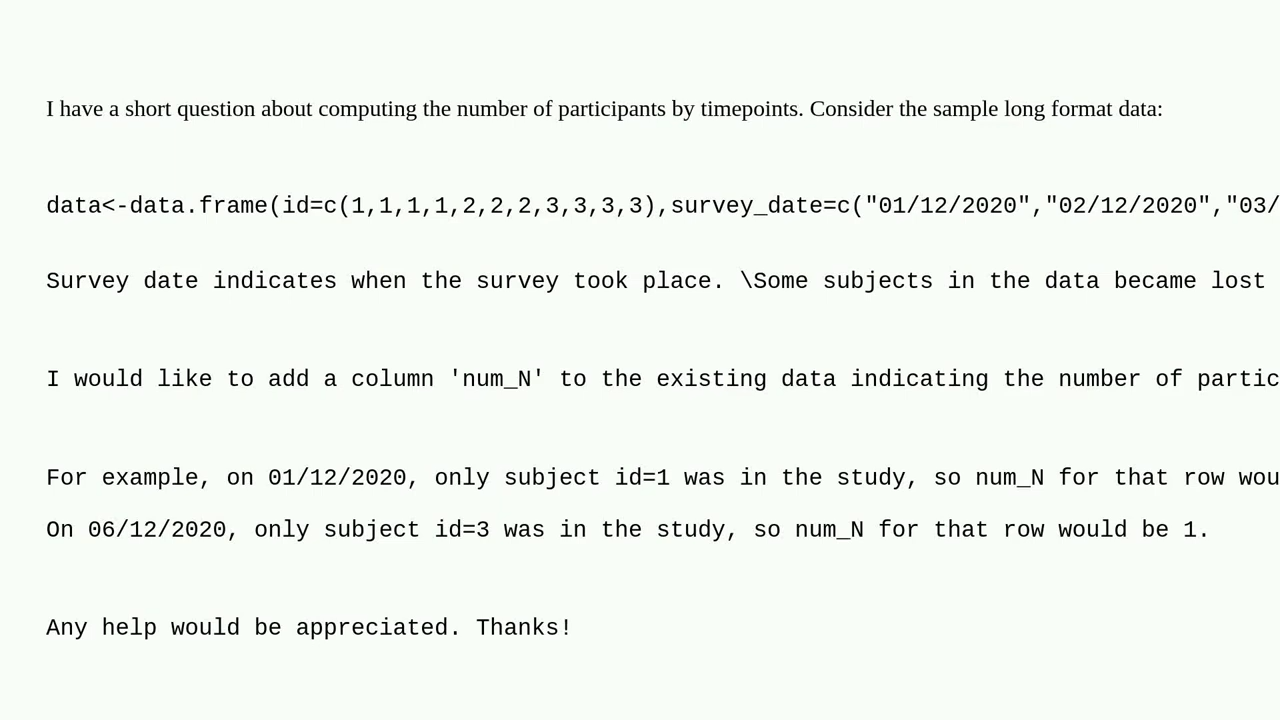 I have a short question about computing the number of participants by timepoints. Consider the sample long format data:
data<-data.frame(id=c(1,1,1,1,2,2,2,3,3,3,3),survey_date=c("01/12/2020","02/12/2020","03/
Survey date indicates when the survey took place. \Some subjects in the data became lost
I would like to add a column 'num_N' to the existing data indicating the number of partic
For example, on 01/12/2020, only subject id=1 was in the study, so num_N for that row wou
On 06/12/2020, only subject id=3 was in the study, so num_N for that row would be 1.
Any help would be appreciated. Thanks!